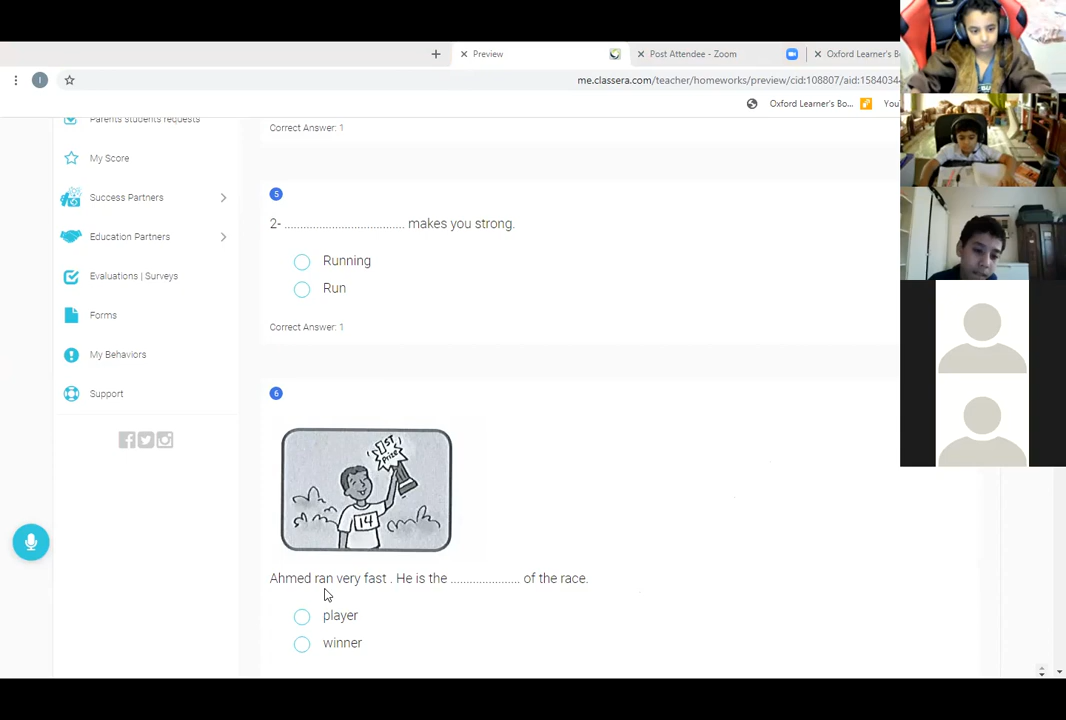 Preview
Post Attendee - Zoom
Oxford Learner's Bo
me.classera.com/teacher/homeworks/preview/cid:108807/aid:1584034
Oxford Learner's Bo...
You
Parents students requests
My Score
Success Partners
Education Partners
Evaluations | Surveys
Forms
My Behaviors
Support
Correct Answer: 1
5
2- ..................................... makes you strong.
Running
Run
Correct Answer: 1
6
1ST
Prize
14
Ahmed ran very fast . He is the ...................... of the race.
player
winner